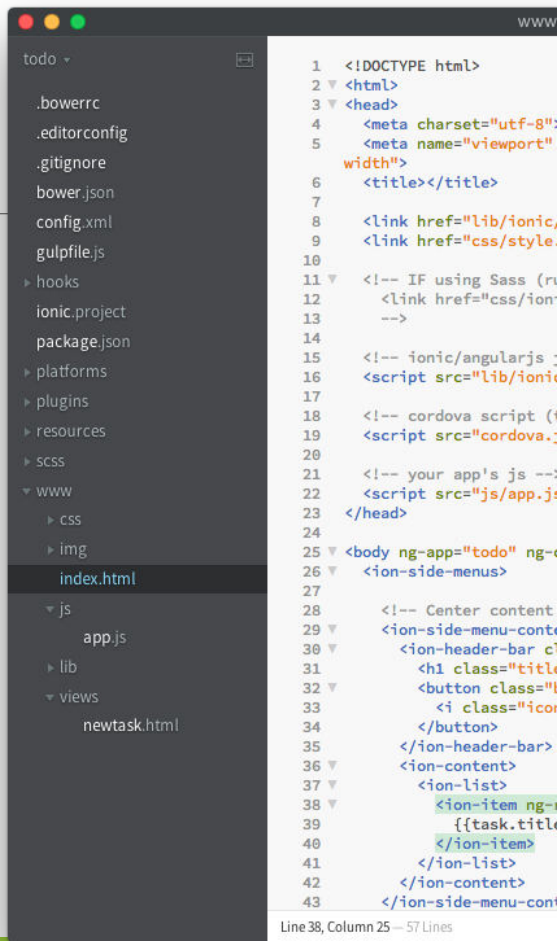 www
todo
.bowerrc
.editorconfig
.gitignore
bower.json
config.xml
gulpfile.js
hooks
ionic.project
package.json
platforms
plugins
resources
scss
www
css
img
index.html
js
app.js
lib
views
newtask.html
1 <!DOCTYPE html>
2 <html>
3 <head>
4 <meta charset="utf-8">
5 <meta name="viewport"
width">
6 <title></title>
7
8 <link href="lib/ionic/
9 <link href="css/style.
10
11 <!-- IF using Sass (ru
12 <link href="css/ioni
13 -->
14
15 <!-- ionic/angularjs j
16 <script src="lib/ionic
17
18 <!-- cordova script (t
19 <script src="cordova.j
20
21 <!-- your app's js -->
22 <script src="js/app.js
23 </head>
24
25 <body ng-app="todo" ng-c
26 <ion-side-menus>
27
28 <!-- Center content
29 <ion-side-menu-conte
30 <ion-header-bar cl
31 <h1 class="title
32 <button class="b
33 <i class="icon
34 </button>
35 </ion-header-bar>
36 <ion-content>
37 <ion-list>
38 <ion-item ng-r
39 {{task.title
40 </ion-item>
41 </ion-list>
42 </ion-content>
43 </ion-side-menu-cont
Line 38, Column 25 — 57 Lines